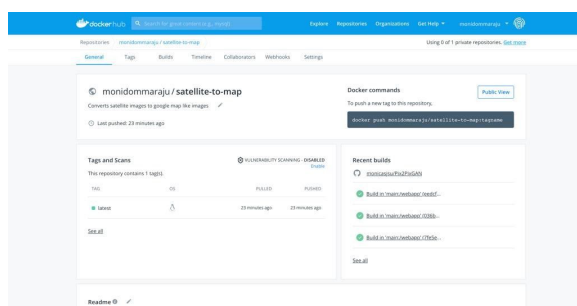 dockerhub
Search for great content (e.g., mysql)
Explore Repositories Organizations Get Help monidommaraju
Repositories monidommaraju / satellite-to-map
Using 0 of 1 private repositories. Get more
General Tags Builds Timeline Collaborators Webhooks Settings
monidommaraju / satellite-to-map
Converts satellite images to google map like images
Last pushed: 23 minutes ago
Docker commands
Public View
To push a new tag to this repository,
docker push monidommaraju/satellite-to-map:tagname
Tags and Scans
VULNERABILITY SCANNING - DISABLED
Enable
This repository contains 1 tag(s).
TAG OS PULLED PUSHED
latest 23 minutes ago 23 minutes ago
See all
Recent builds
monicasjsu/Pix2PixGAN
Build in 'main:/webapp'
Build in 'main:/webapp'
Build in 'main:/webapp'
See all
Readme